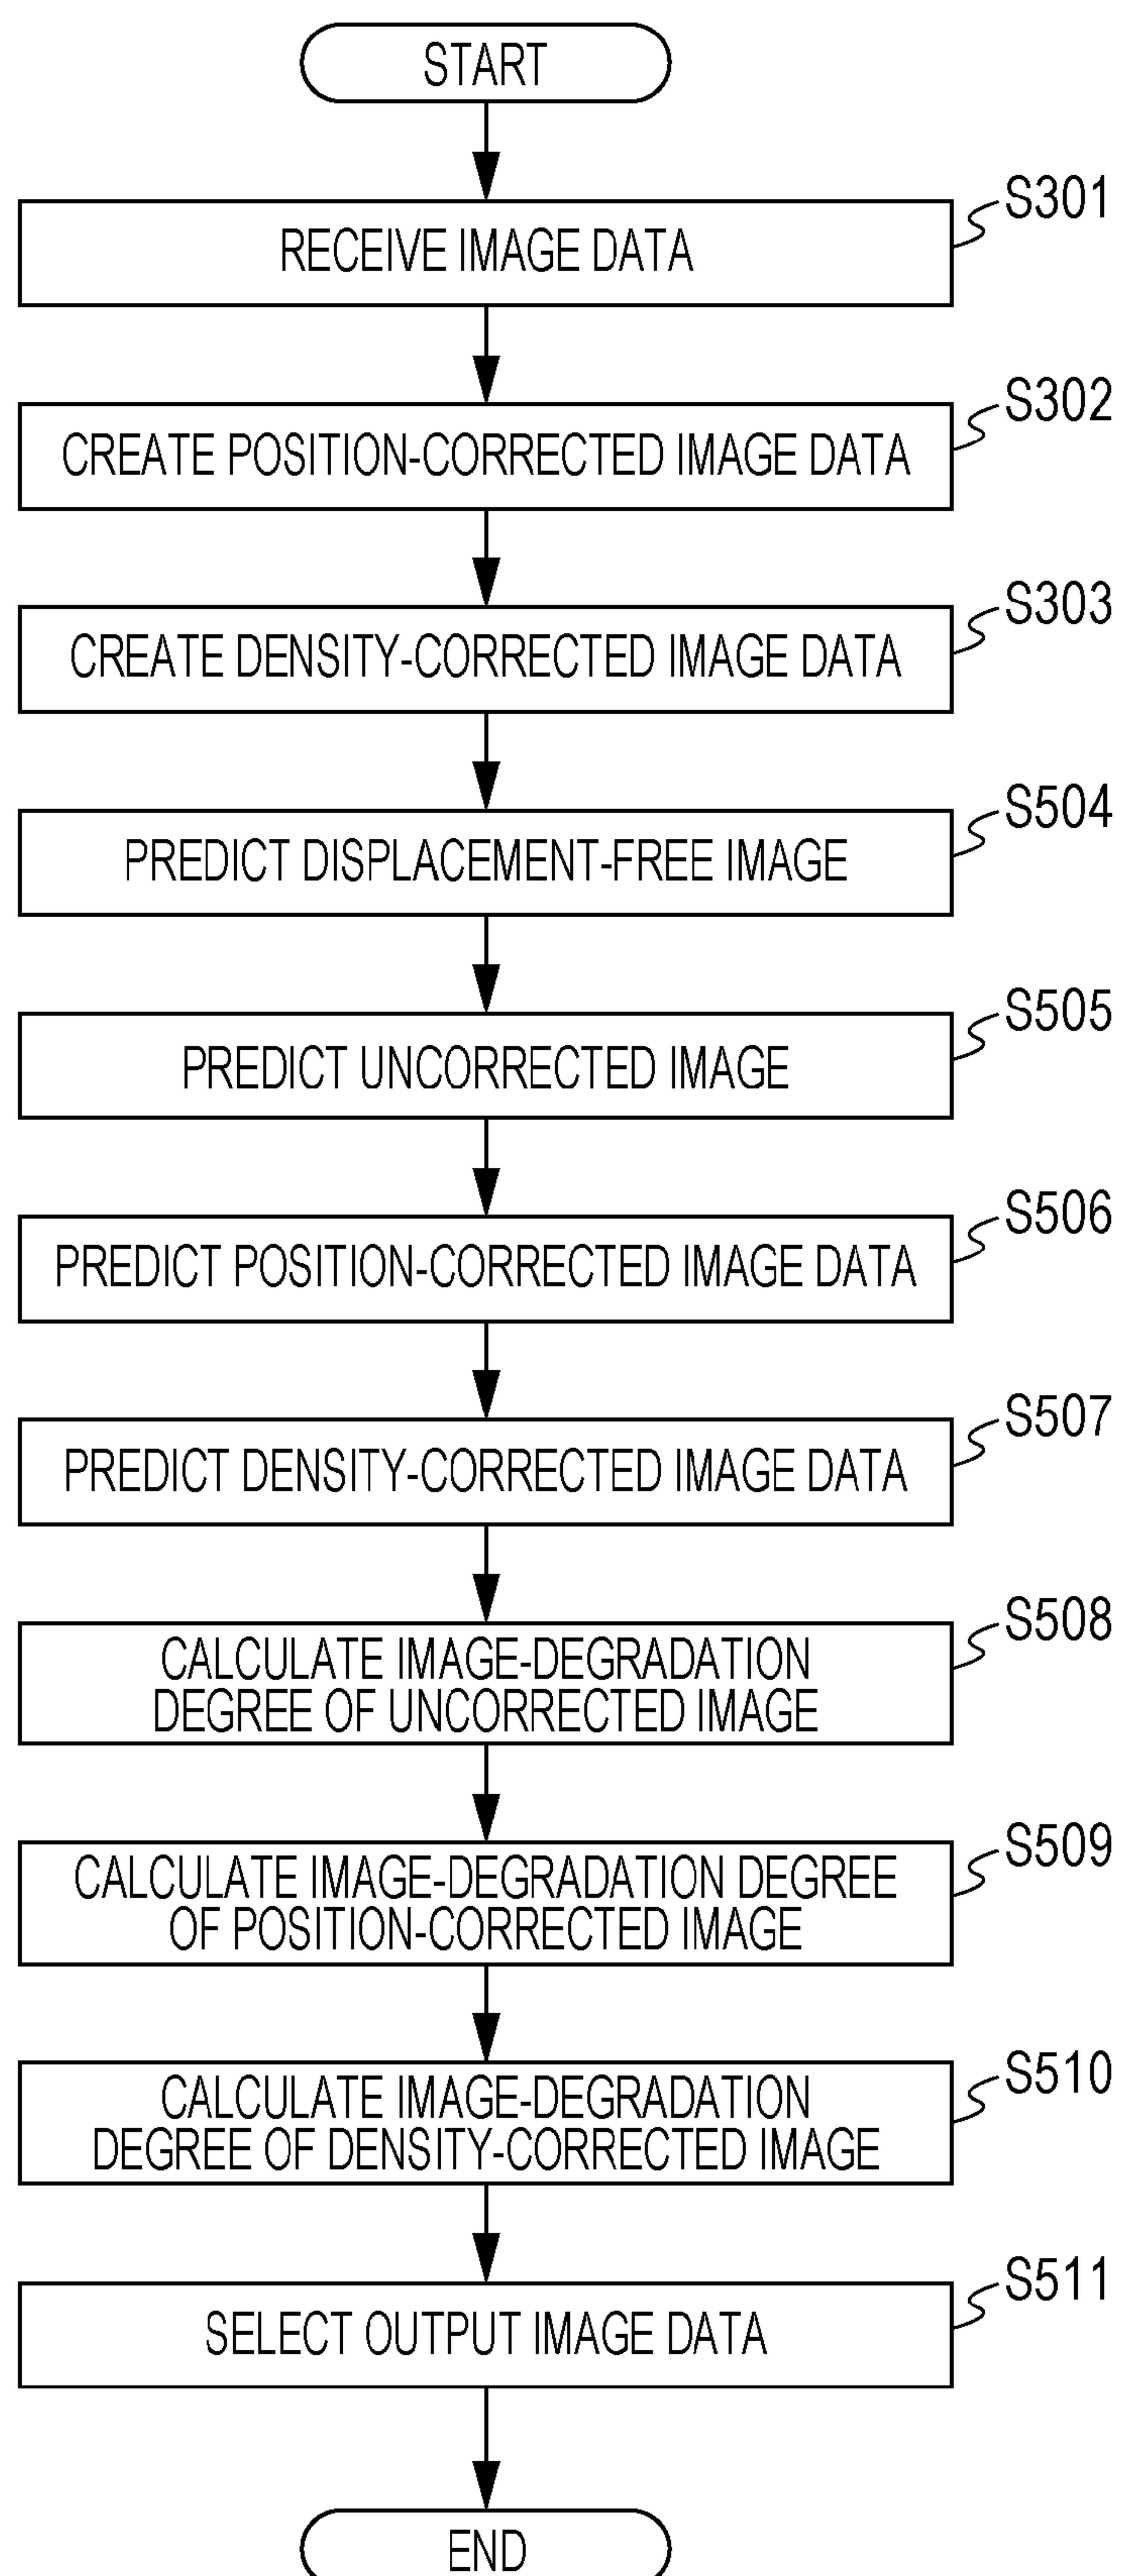 START
S301
RECEIVE IMAGE DATA
S302
CREATE POSITION-CORRECTED IMAGE DATA
S303
CREATE DENSITY-CORRECTED IMAGE DATA
S504
PREDICT DISPLACEMENT-FREE IMAGE
S505
PREDICT UNCORRECTED IMAGE
S506
PREDICT POSITION-CORRECTED IMAGE DATA
S507
PREDICT DENSITY-CORRECTED IMAGE DATA
S508
CALCULATE IMAGE-DEGRADATION
DEGREE OF UNCORRECTED IMAGE
S509
CALCULATE IMAGE-DEGRADATION DEGREE
OF POSITION-CORRECTED IMAGE
S510
CALCULATE IMAGE-DEGRADATION
DEGREE OF DENSITY-CORRECTED IMAGE
S511
SELECT OUTPUT IMAGE DATA
END